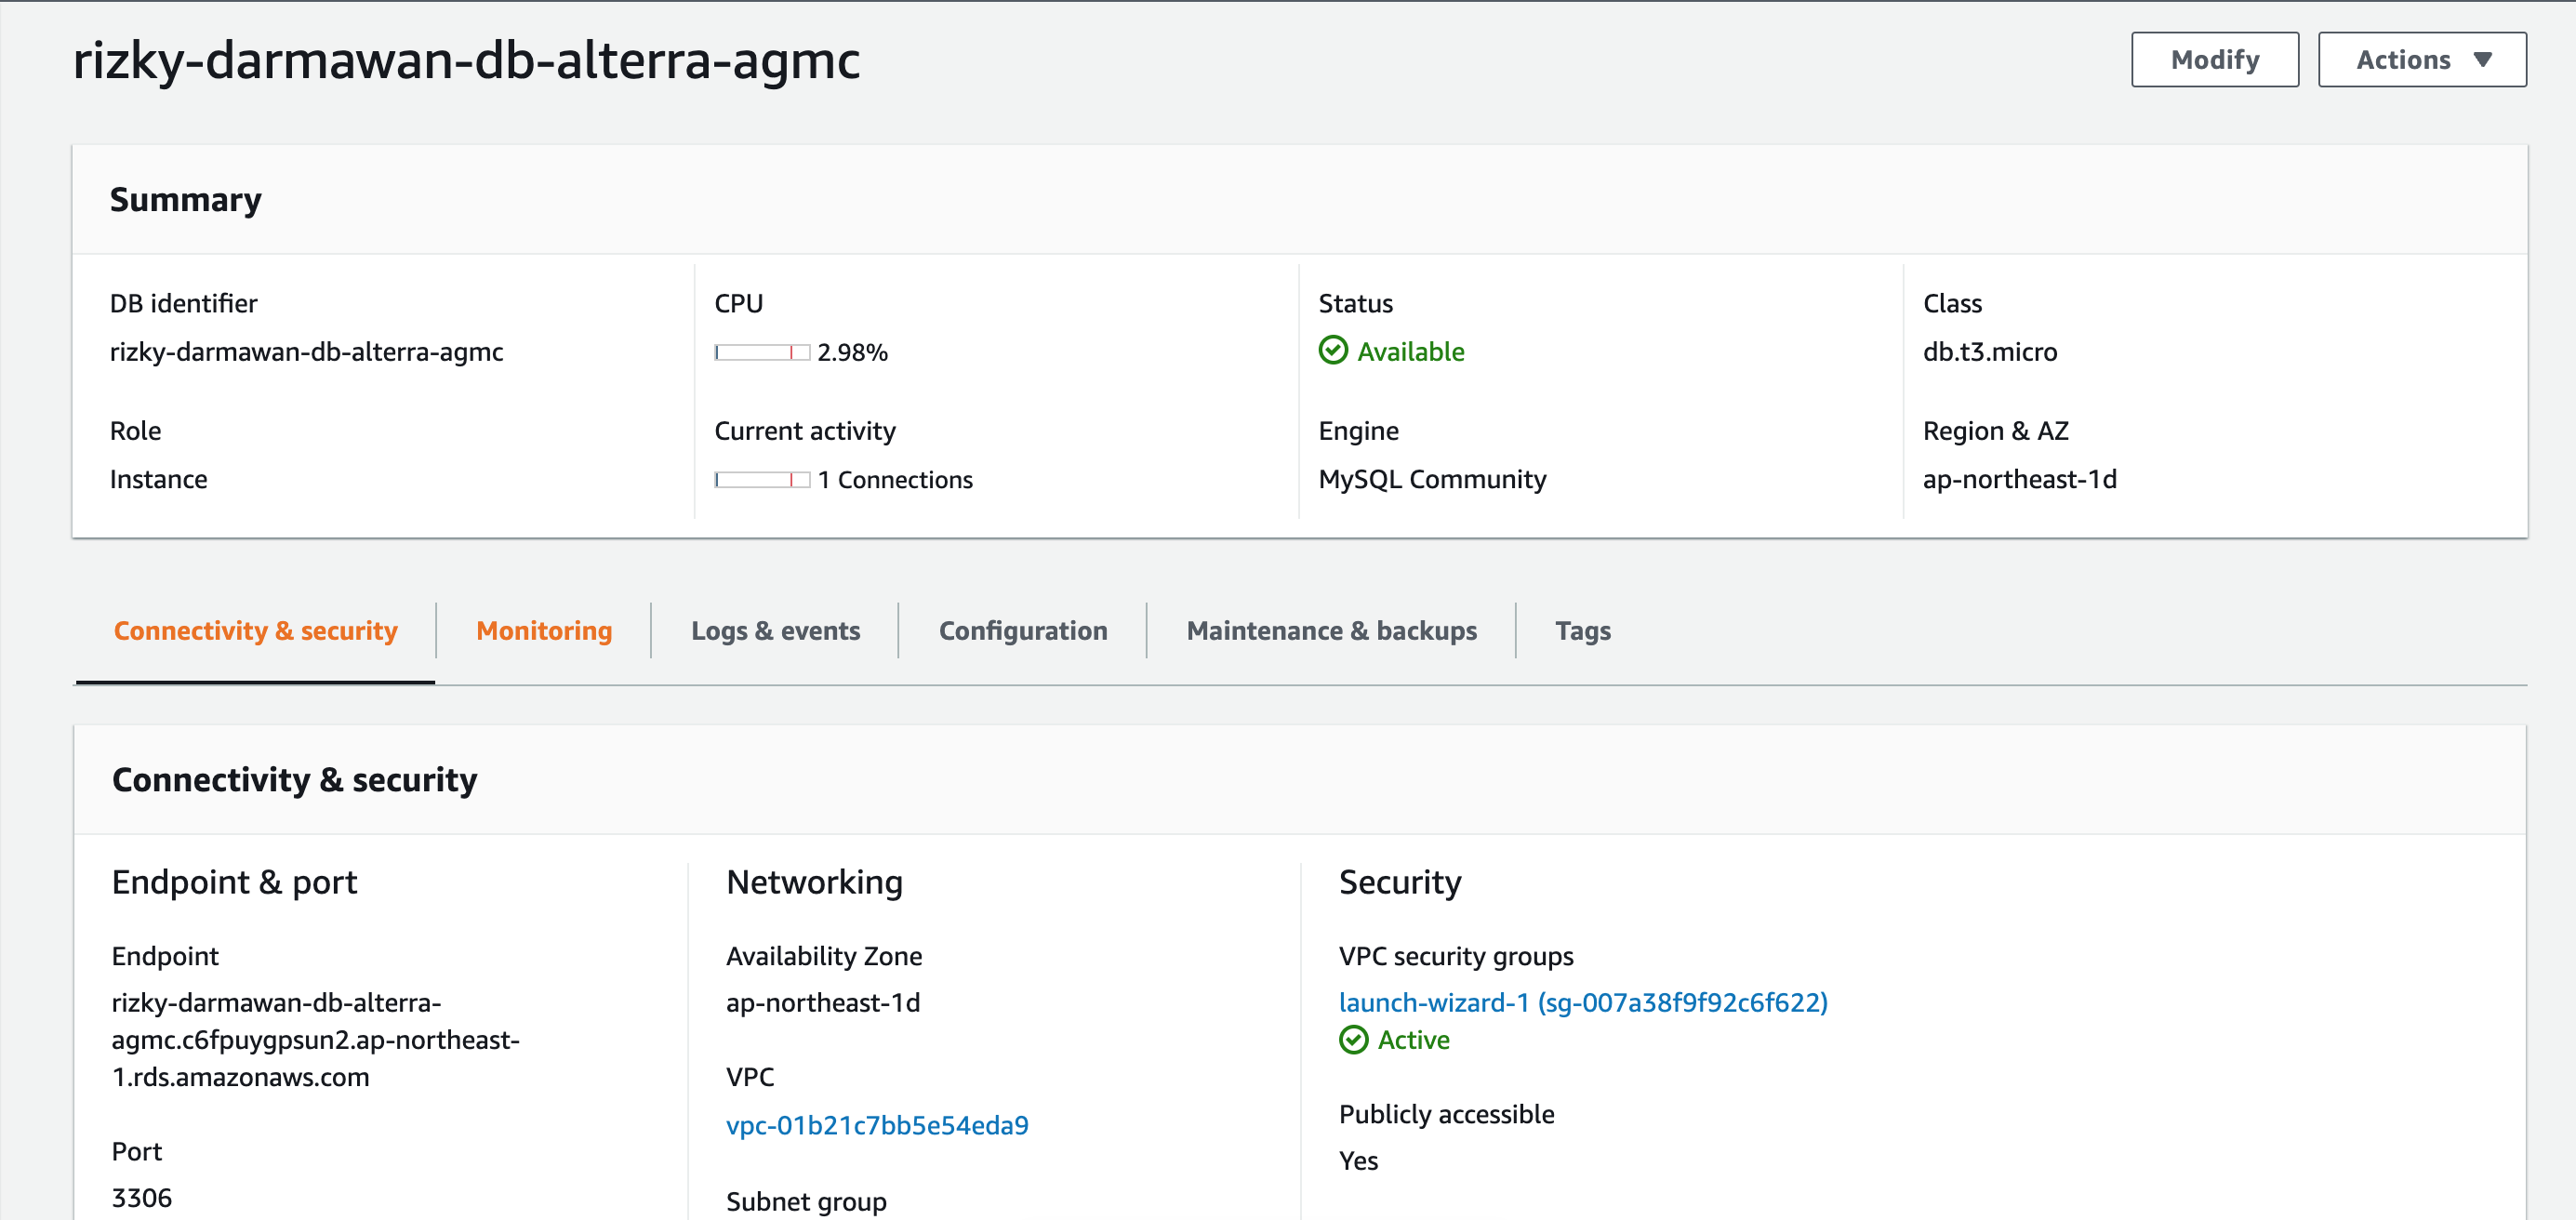 rizky-darmawan-db-alterra-agmc
Modify
Actions
Summary
DB identifier
rizky-darmawan-db-alterra-agmc
CPU
2.98%
Status
Available
Class
db.t3.micro
Role
Instance
Current activity
1 Connections
Engine
MySQL Community
Region & AZ
ap-northeast-1d
Connectivity & security
Monitoring
Logs & events
Configuration
Maintenance & backups
Tags
Connectivity & security
Endpoint & port
Endpoint
rizky-darmawan-db-alterra-
agmc.c6fpuygpsun2.ap-northeast-
1.rds.amazonaws.com
Port
3306
Networking
Availability Zone
ap-northeast-1d
VPC
vpc-01b21c7bb5e54eda9
Subnet group
Security
VPC security groups
launch-wizard-1 (sg-007a38f9f92c6f622)
Active
Publicly accessible
Yes